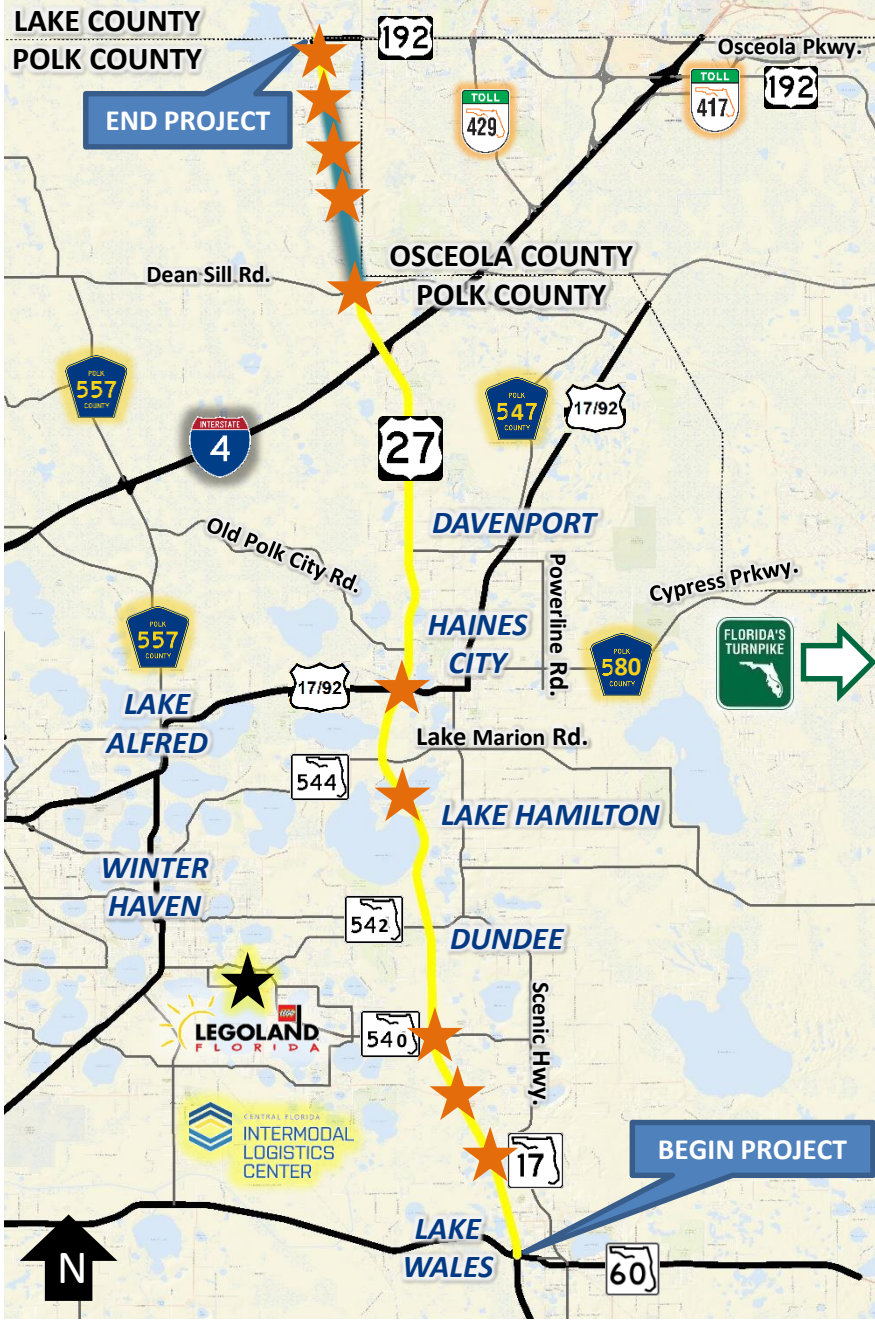 LAKE COUNTY
POLK COUNTY
192
Osceola Pkwy.
TOLL
429
TOLL
417
192
END PROJECT
OSCEOLA COUNTY
POLK COUNTY
Dean Sill Rd.
POLK
557
COUNTY
INTERSTATE
4
27
POLK
547
COUNTY
17/92
DAVENPORT
Old Polk City Rd.
Powerline Rd.
Cypress Prkwy.
POLK
557
COUNTY
HAINES
CITY
POLK
580
COUNTY
FLORIDA'S
TURNPIKE
17/92
LAKE
ALFRED
Lake Marion Rd.
544
LAKE HAMILTON
WINTER
HAVEN
542
DUNDEE
LEGO
LEGOLAND
FLORIDA
540
Scenic Hwy.
CENTRAL FLORIDA
INTERMODAL
LOGISTICS
CENTER
17
BEGIN PROJECT
LAKE
WALES
60
N